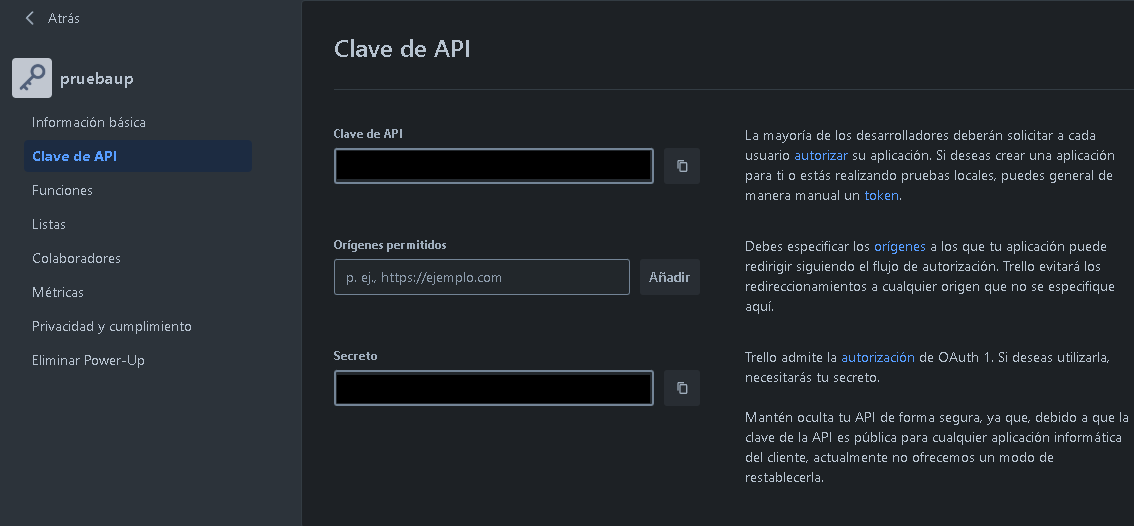 Atrás
pruebaup
Información básica
Clave de API
Funciones
Listas
Colaboradores
Métricas
Privacidad y cumplimiento
Eliminar Power-Up
Clave de API
Clave de API
La mayoría de los desarrolladores deberán solicitar a cada
usuario autorizar su aplicación. Si deseas crear una aplicación
para ti o estás realizando pruebas locales, puedes general de
manera manual un token.
Orígenes permitidos
p. ej., https://ejemplo.com
Añadir
Debes especificar los orígenes a los que tu aplicación puede
redirigir siguiendo el flujo de autorización. Trello evitará los
redireccionamientos a cualquier origen que no se especifique
aquí.
Secreto
Trello admite la autorización de OAuth 1. Si deseas utilizarla,
necesitarás tu secreto.
Mantén oculta tu API de forma segura, ya que, debido a que la
clave de la API es pública para cualquier aplicación informática
del cliente, actualmente no ofrecemos un modo de
restablecerla.